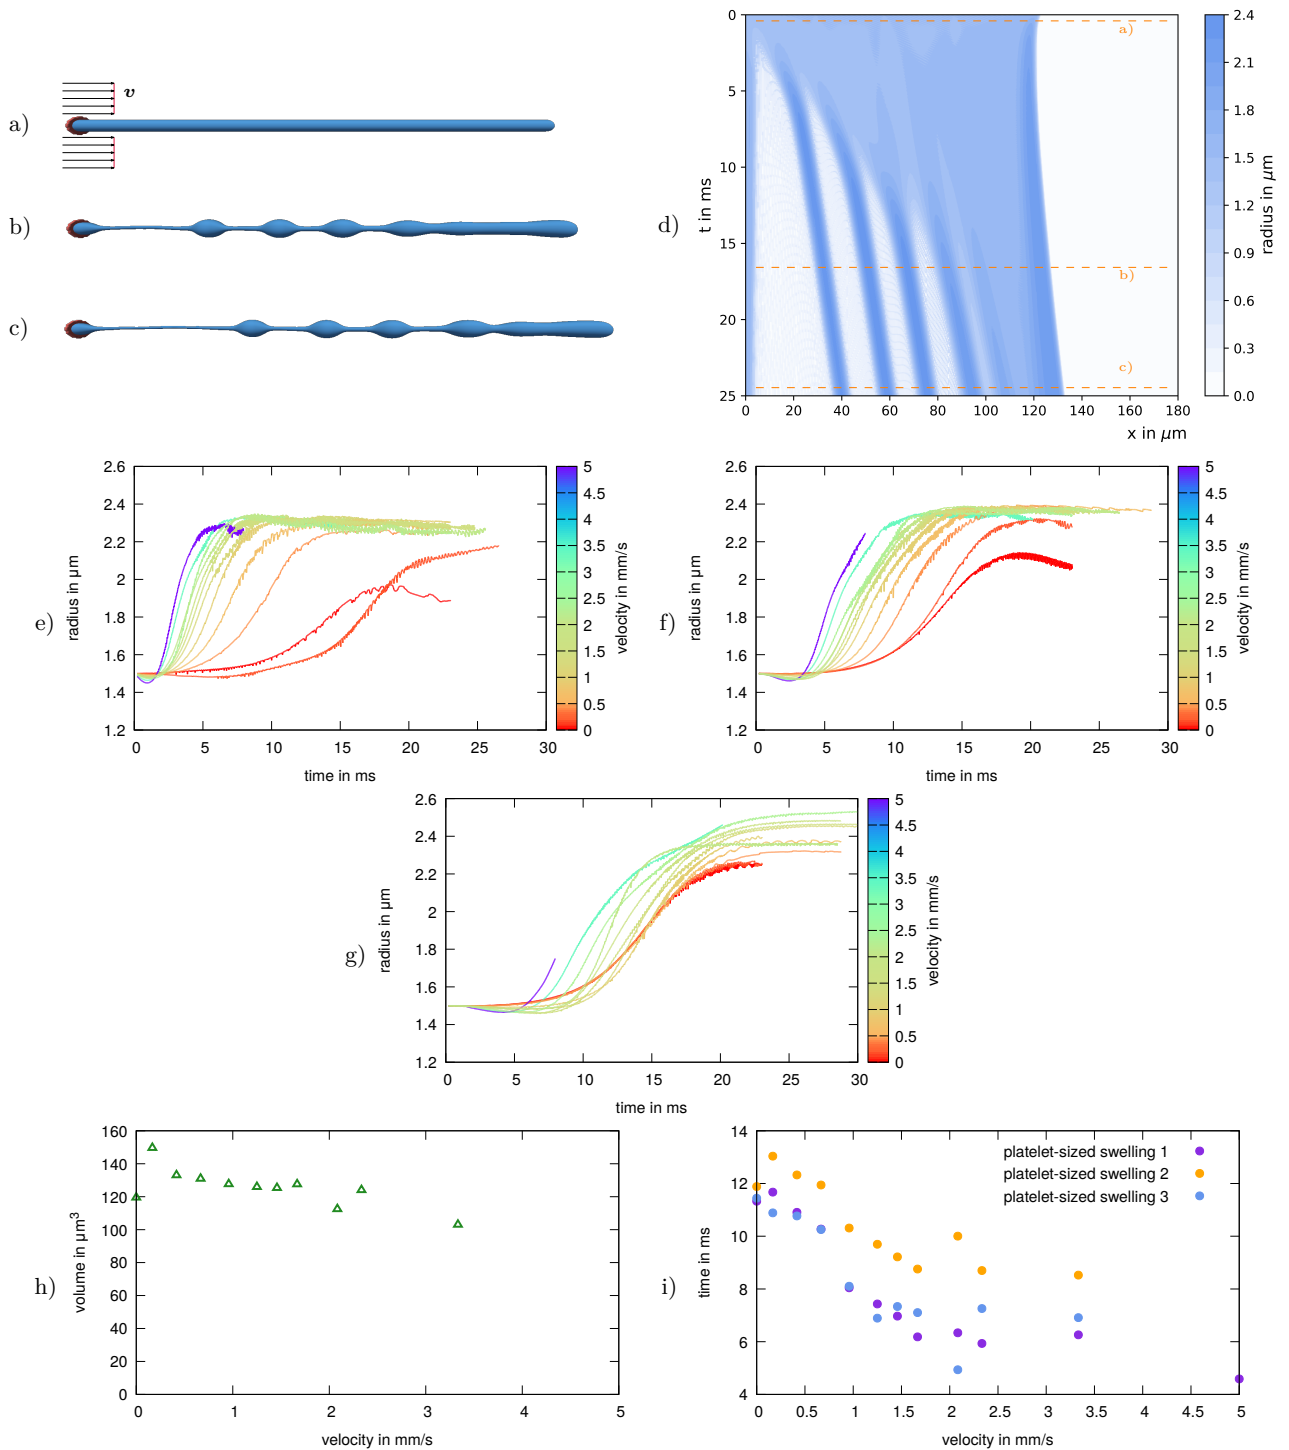 a)
v
b)
c)
d)
t in ms
0
5
10
15
20
25
0 20 40 60 80 100 120 140 160 180
x in μm
a)
b)
c)
2.4
2.1
1.8
1.5
1.2
0.9
0.6
0.3
0.0
radius in μm
e)
radius in µm
2.6
2.4
2.2
2
1.8
1.6
1.4
1.2
0 5 10 15 20 25 30
time in ms
5
4.5
4
3.5
3
2.5
2
1.5
1
0.5
0
velocity in mm/s
f)
radius in µm
2.6
2.4
2.2
2
1.8
1.6
1.4
1.2
0 5 10 15 20 25 30
time in ms
5
4.5
4
3.5
3
2.5
2
1.5
1
0.5
0
velocity in mm/s
g)
radius in µm
2.6
2.4
2.2
2
1.8
1.6
1.4
1.2
0 5 10 15 20 25 30
time in ms
5
4.5
4
3.5
3
2.5
2
1.5
1
0.5
0
velocity in mm/s
h)
volume in µm³
160
140
120
100
80
60
40
20
0
0 1 2 3 4 5
velocity in mm/s
i)
time in ms
14
12
10
8
6
4
0 0.5 1 1.5 2 2.5 3 3.5 4 4.5 5
velocity in mm/s
platelet-sized swelling 1
platelet-sized swelling 2
platelet-sized swelling 3